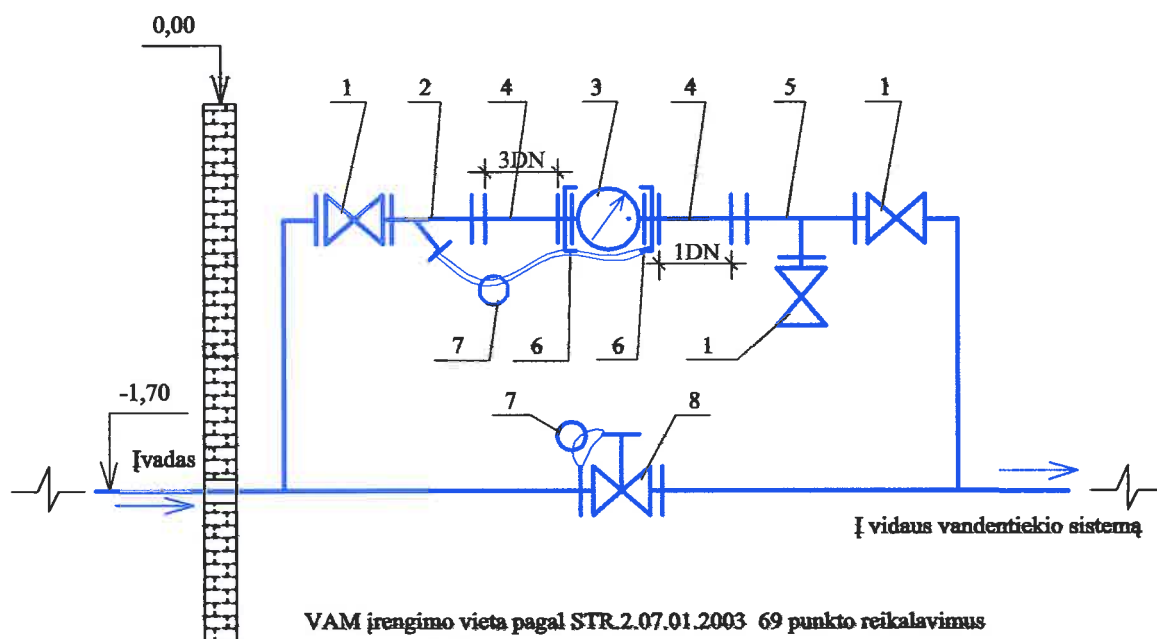 0,00
1 2 4 3 4 5 1
3DN
1DN
7 6 6 1
-1,70
7 8
Įvadas
Į vidaus vandentiekio sistemą
VAM įrengimo vieta pagal STR.2.07.01.2003 69 punkto reikalavimus